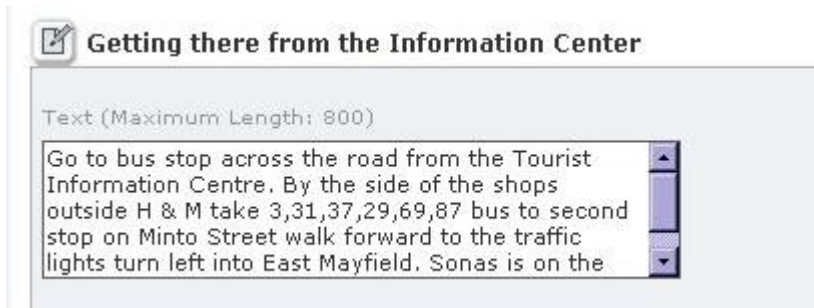 Getting there from the Information Center
Text (Maximum Length: 800)
Go to bus stop across the road from the Tourist
Information Centre. By the side of the shops
outside H & M take 3,31,37,29,69,87 bus to second
stop on Minto Street walk forward to the traffic
lights turn left into East Mayfield. Sonas is on the